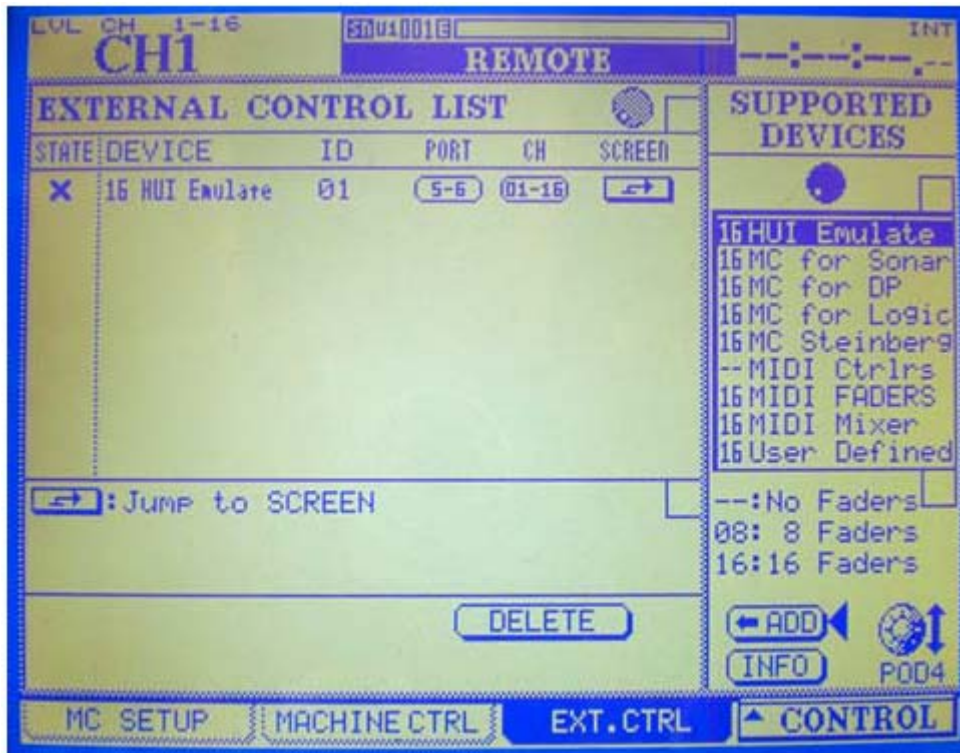 LVL CH 1-16
CH1
REMOTE
INT
--:--:--.--
EXTERNAL CONTROL LIST
STATE DEVICE ID PORT CH SCREEN
16 HUI Emulate 01 5-6 01-16
:Jump to SCREEN
DELETE
SUPPORTED
DEVICES
16 HUI Emulate
16 MC for Sonar
16 MC for DP
16 MC for Logic
16 MC Steinberg
-- MIDI Ctrlrs
16 MIDI FADERS
16 MIDI Mixer
16 User Defined
--:No Faders
08: 8 Faders
16:16 Faders
ADD
INFO
POD4
MC SETUP MACHINE CTRL EXT.CTRL CONTROL